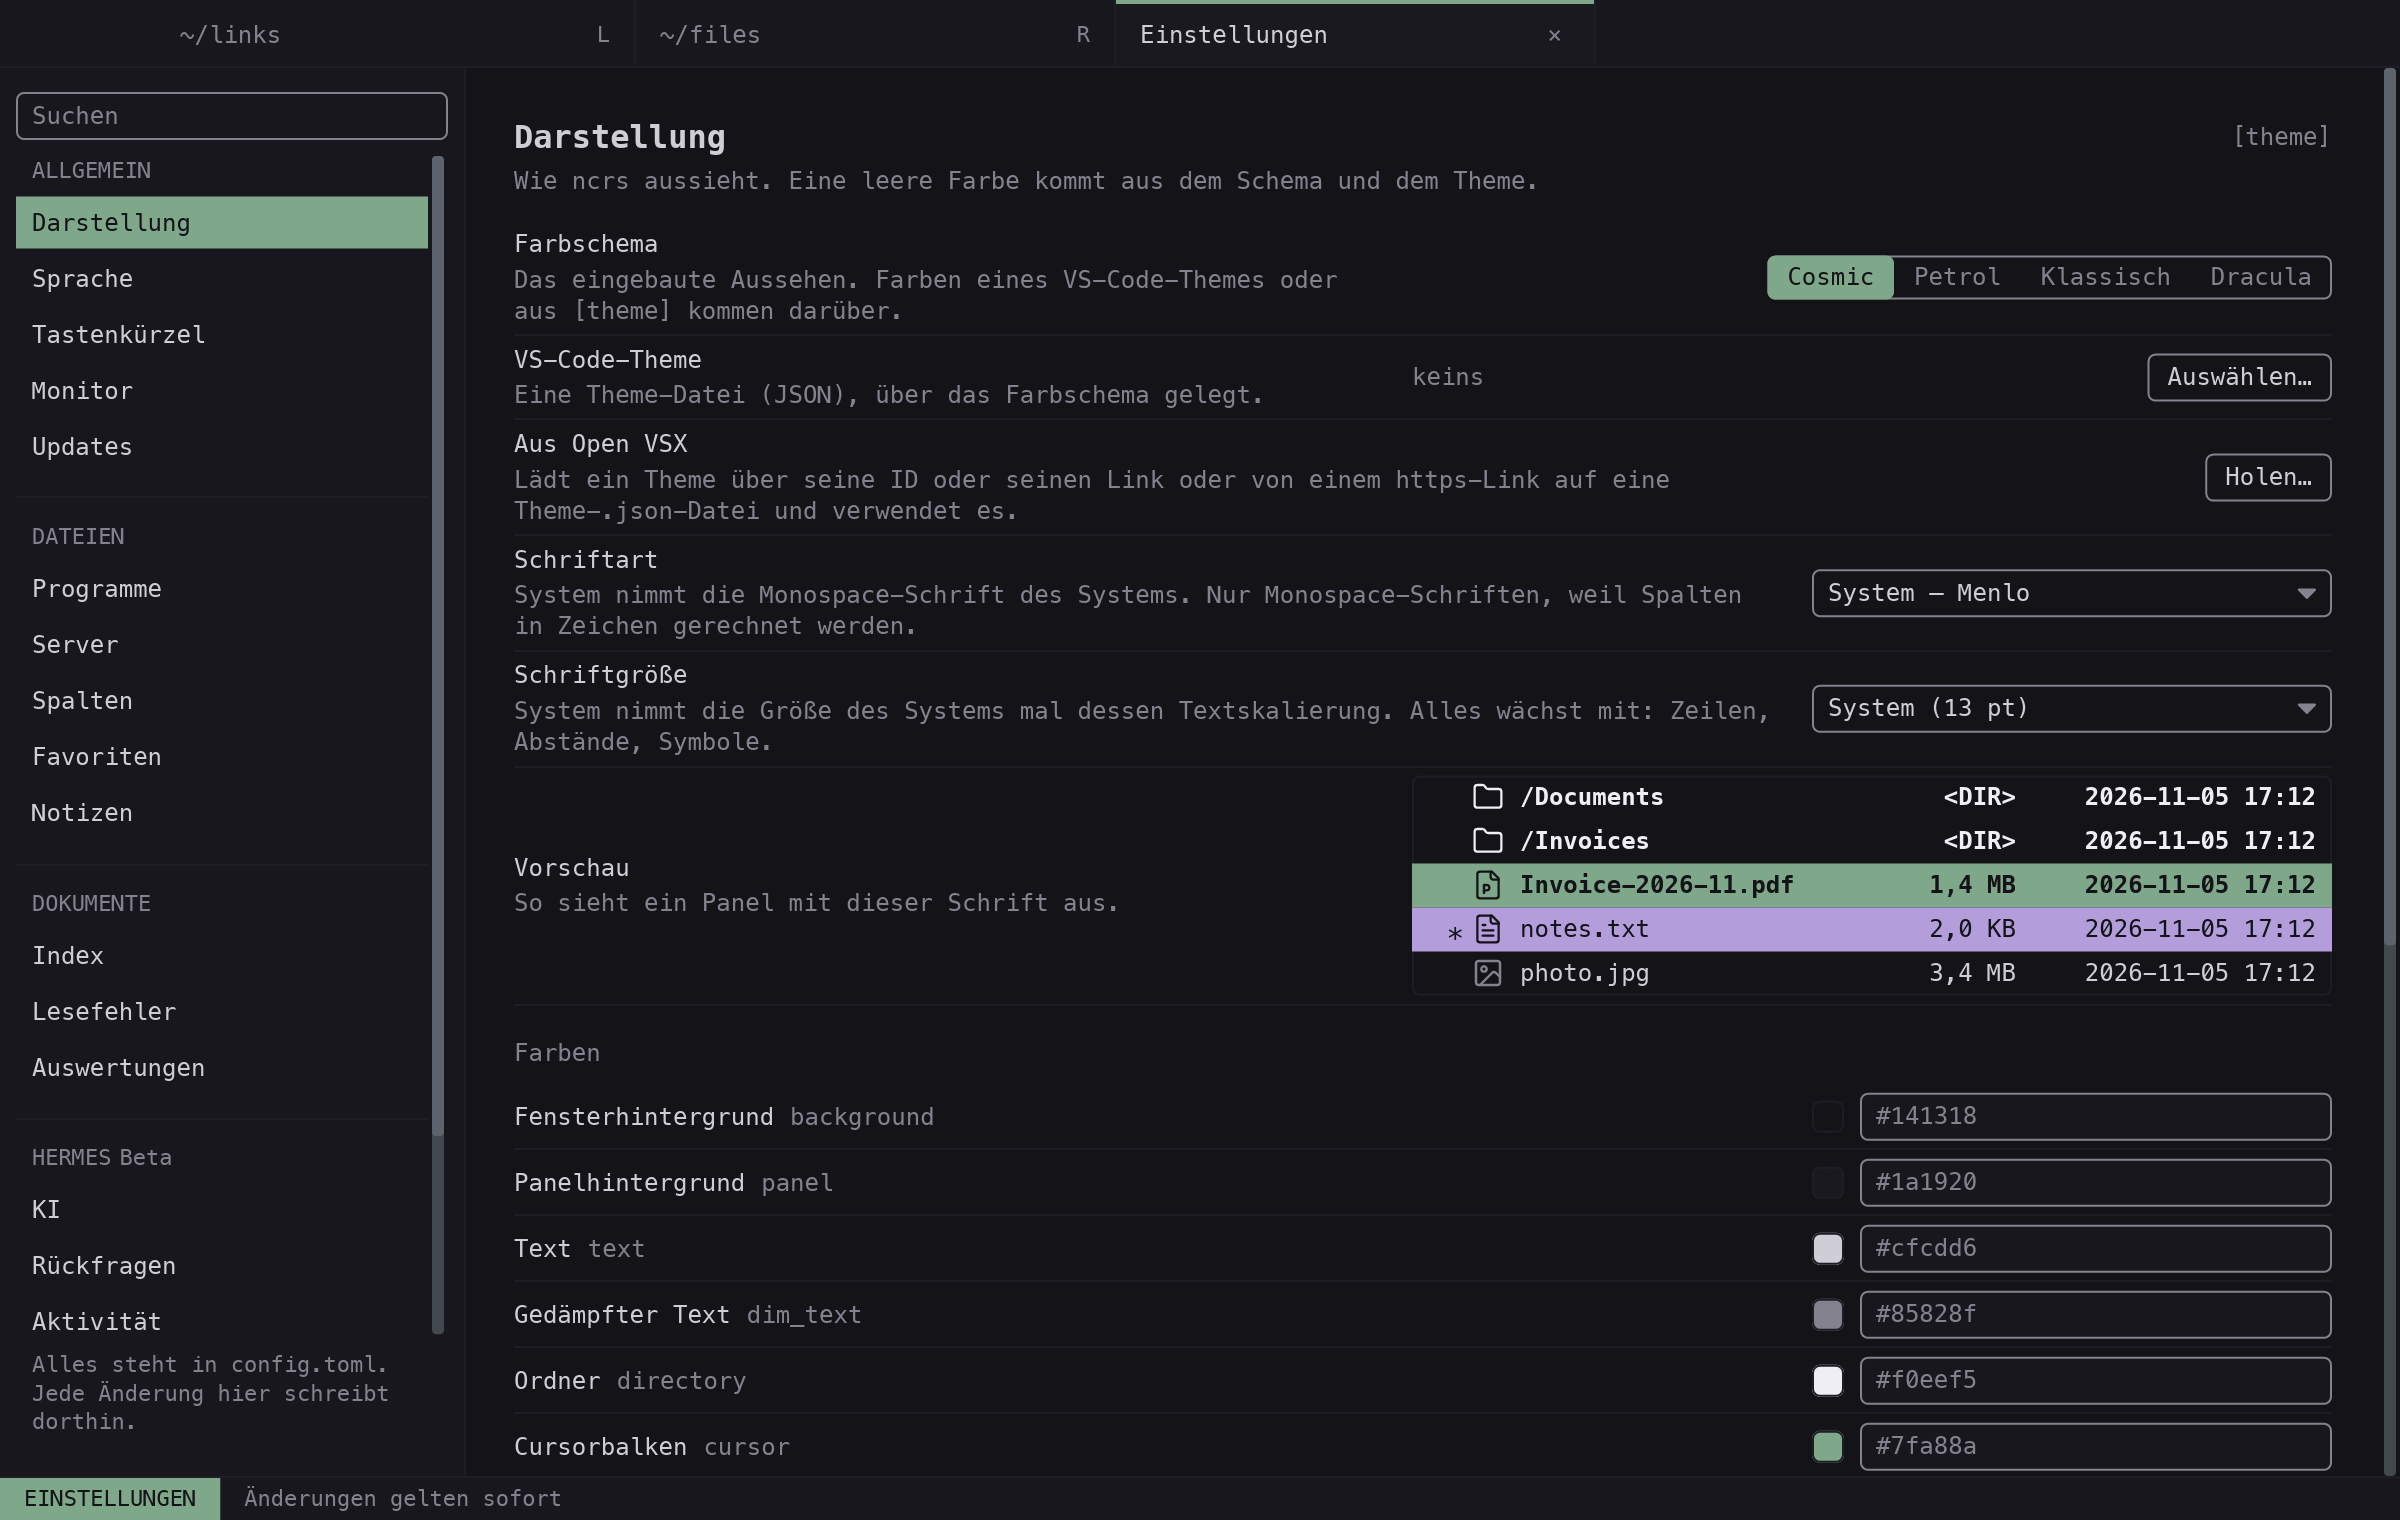 ~/links L ~/files R Einstellungen ×
Suchen
ALLGEMEIN
Darstellung
Sprache
Tastenkürzel
Monitor
Updates
DATEIEN
Programme
Server
Spalten
Favoriten
Notizen
DOKUMENTE
Index
Lesefehler
Auswertungen
HERMES Beta
KI
Rückfragen
Aktivität
Alles steht in config.toml.
Jede Änderung hier schreibt
dorthin.
Darstellung [theme]
Wie ncrs aussieht. Eine leere Farbe kommt aus dem Schema und dem Theme.
Farbschema
Das eingebaute Aussehen. Farben eines VS-Code-Themes oder
aus [theme] kommen darüber.
Cosmic Petrol Klassisch Dracula
VS-Code-Theme
Eine Theme-Datei (JSON), über das Farbschema gelegt.
keins Auswählen…
Aus Open VSX
Lädt ein Theme über seine ID oder seinen Link oder von einem https-Link auf eine
Theme-.json-Datei und verwendet es.
Holen…
Schriftart
System nimmt die Monospace-Schrift des Systems. Nur Monospace-Schriften, weil Spalten
in Zeichen gerechnet werden.
System — Menlo
Schriftgröße
System nimmt die Größe des Systems mal dessen Textskalierung. Alles wächst mit: Zeilen,
Abstände, Symbole.
System (13 pt)
Vorschau
So sieht ein Panel mit dieser Schrift aus.
/Documents <DIR> 2026-11-05 17:12
/Invoices <DIR> 2026-11-05 17:12
Invoice-2026-11.pdf 1,4 MB 2026-11-05 17:12
* notes.txt 2,0 KB 2026-11-05 17:12
photo.jpg 3,4 MB 2026-11-05 17:12
Farben
Fensterhintergrund background #141318
Panelhintergrund panel #1a1920
Text text #cfcdd6
Gedämpfter Text dim_text #85828f
Ordner directory #f0eef5
Cursorbalken cursor #7fa88a
EINSTELLUNGEN Änderungen gelten sofort